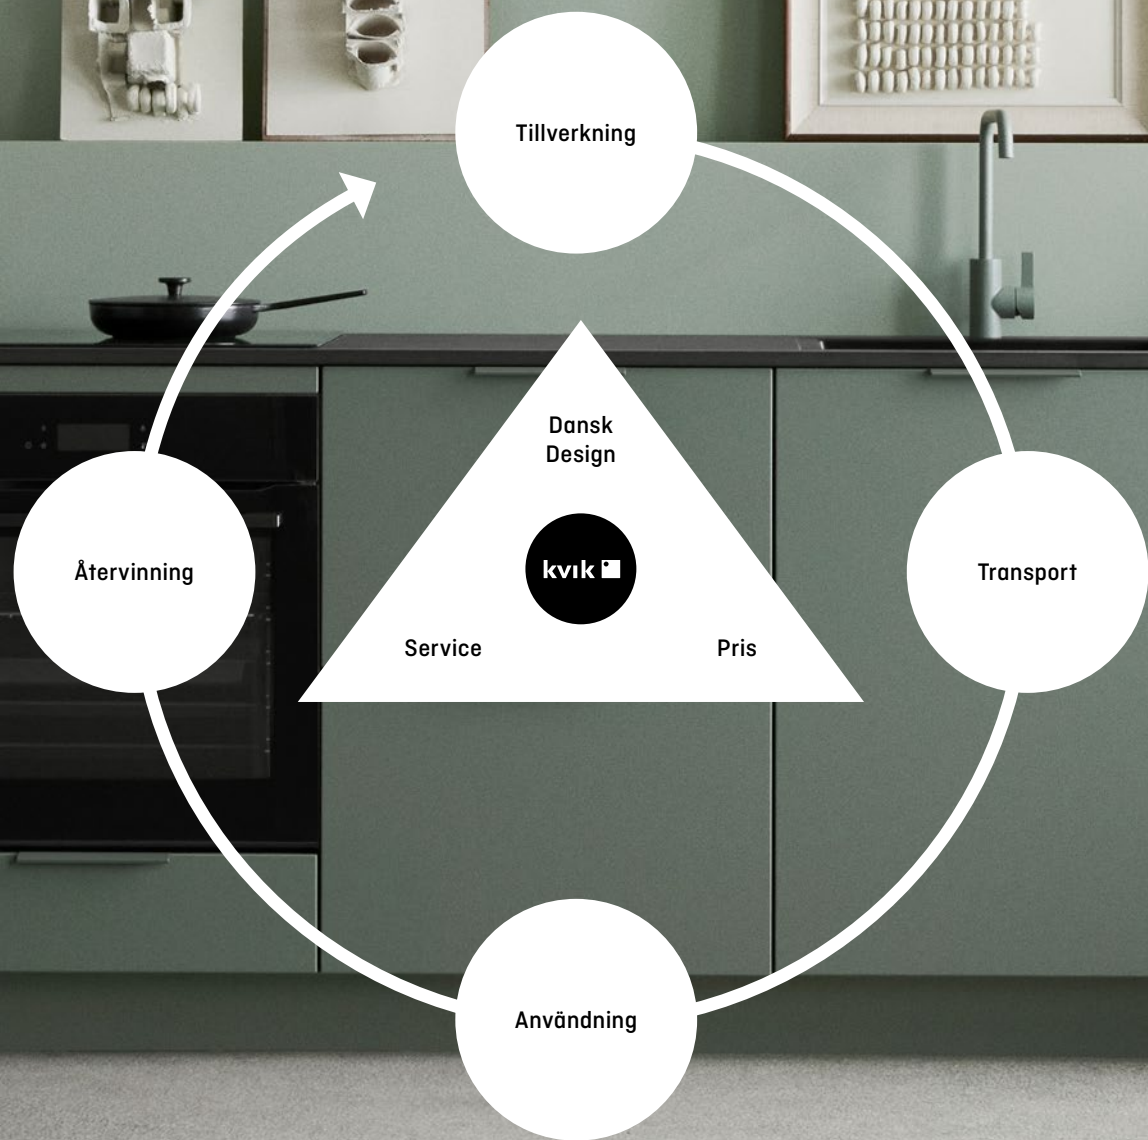 Tillverkning
Dansk
Design
kvik
Återvinning
Transport
Service
Pris
Användning